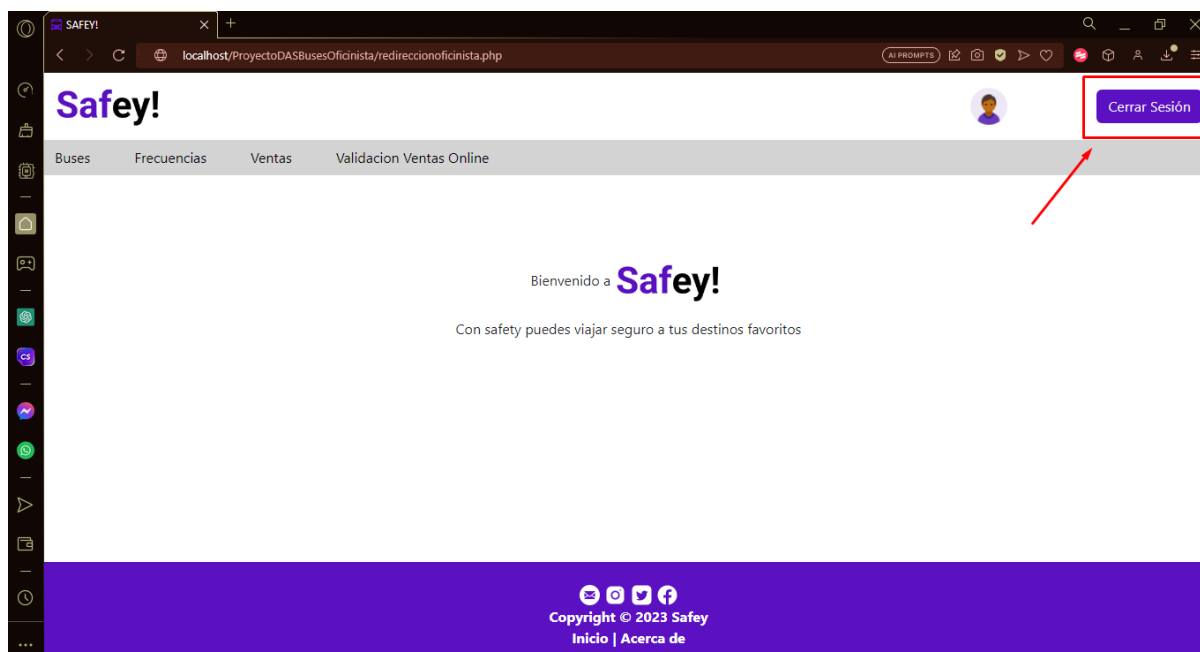 SAFEY!
localhost/ProyectoDASBusesOficinista/redireccionoficinista.php
AI PROMPTS
Safey!
Cerrar Sesión
Buses Frecuencias Ventas Validacion Ventas Online
CS
Bienvenido a Safey!
Con safety puedes viajar seguro a tus destinos favoritos
Copyright © 2023 Safey
Inicio | Acerca de